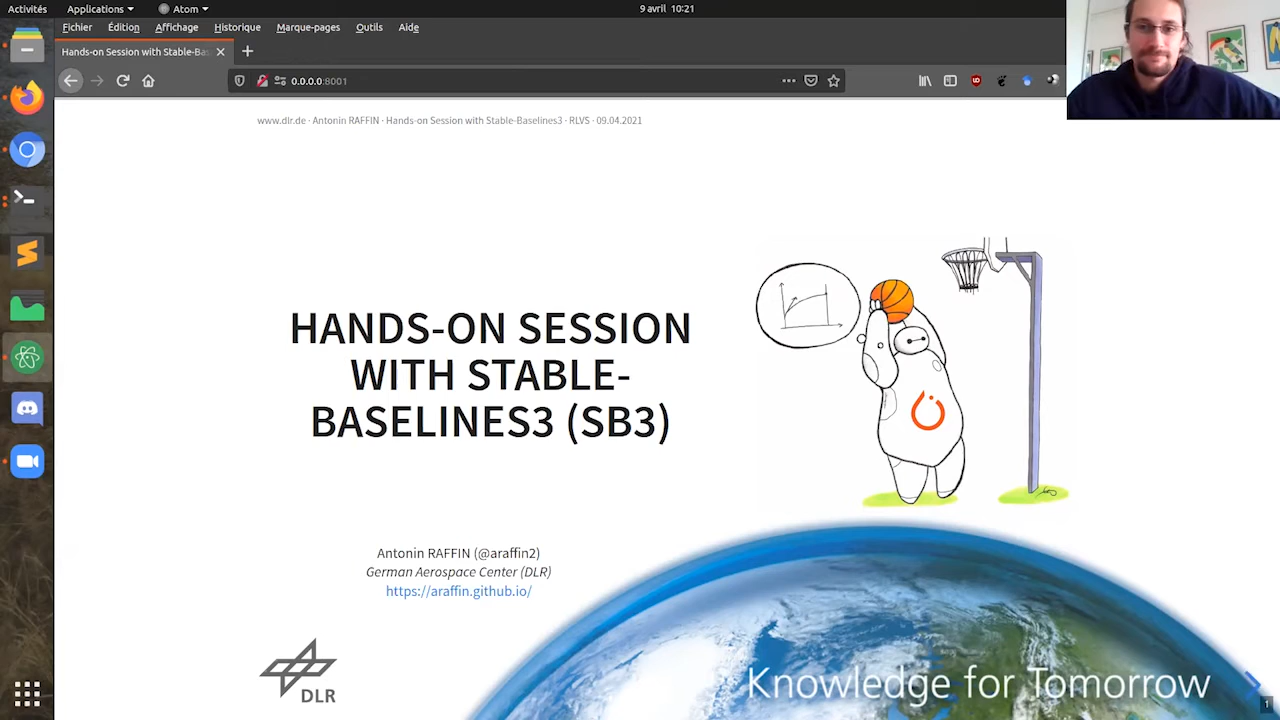 Activités
Applications
Atom
9 avril 10:21
Fichier Édition Affichage Historique Marque-pages Outils Aide
Hands-on Session with Stable-Bas
0.0.0.0:8001
www.dlr.de · Antonin RAFFIN · Hands-on Session with Stable-Baselines3 · RLVS · 09.04.2021
HANDS-ON SESSION
WITH STABLE-
BASELINES3 (SB3)
Antonin RAFFIN (@araffin2)
German Aerospace Center (DLR)
https://araffin.github.io/
DLR
Knowledge for Tomorrow
1